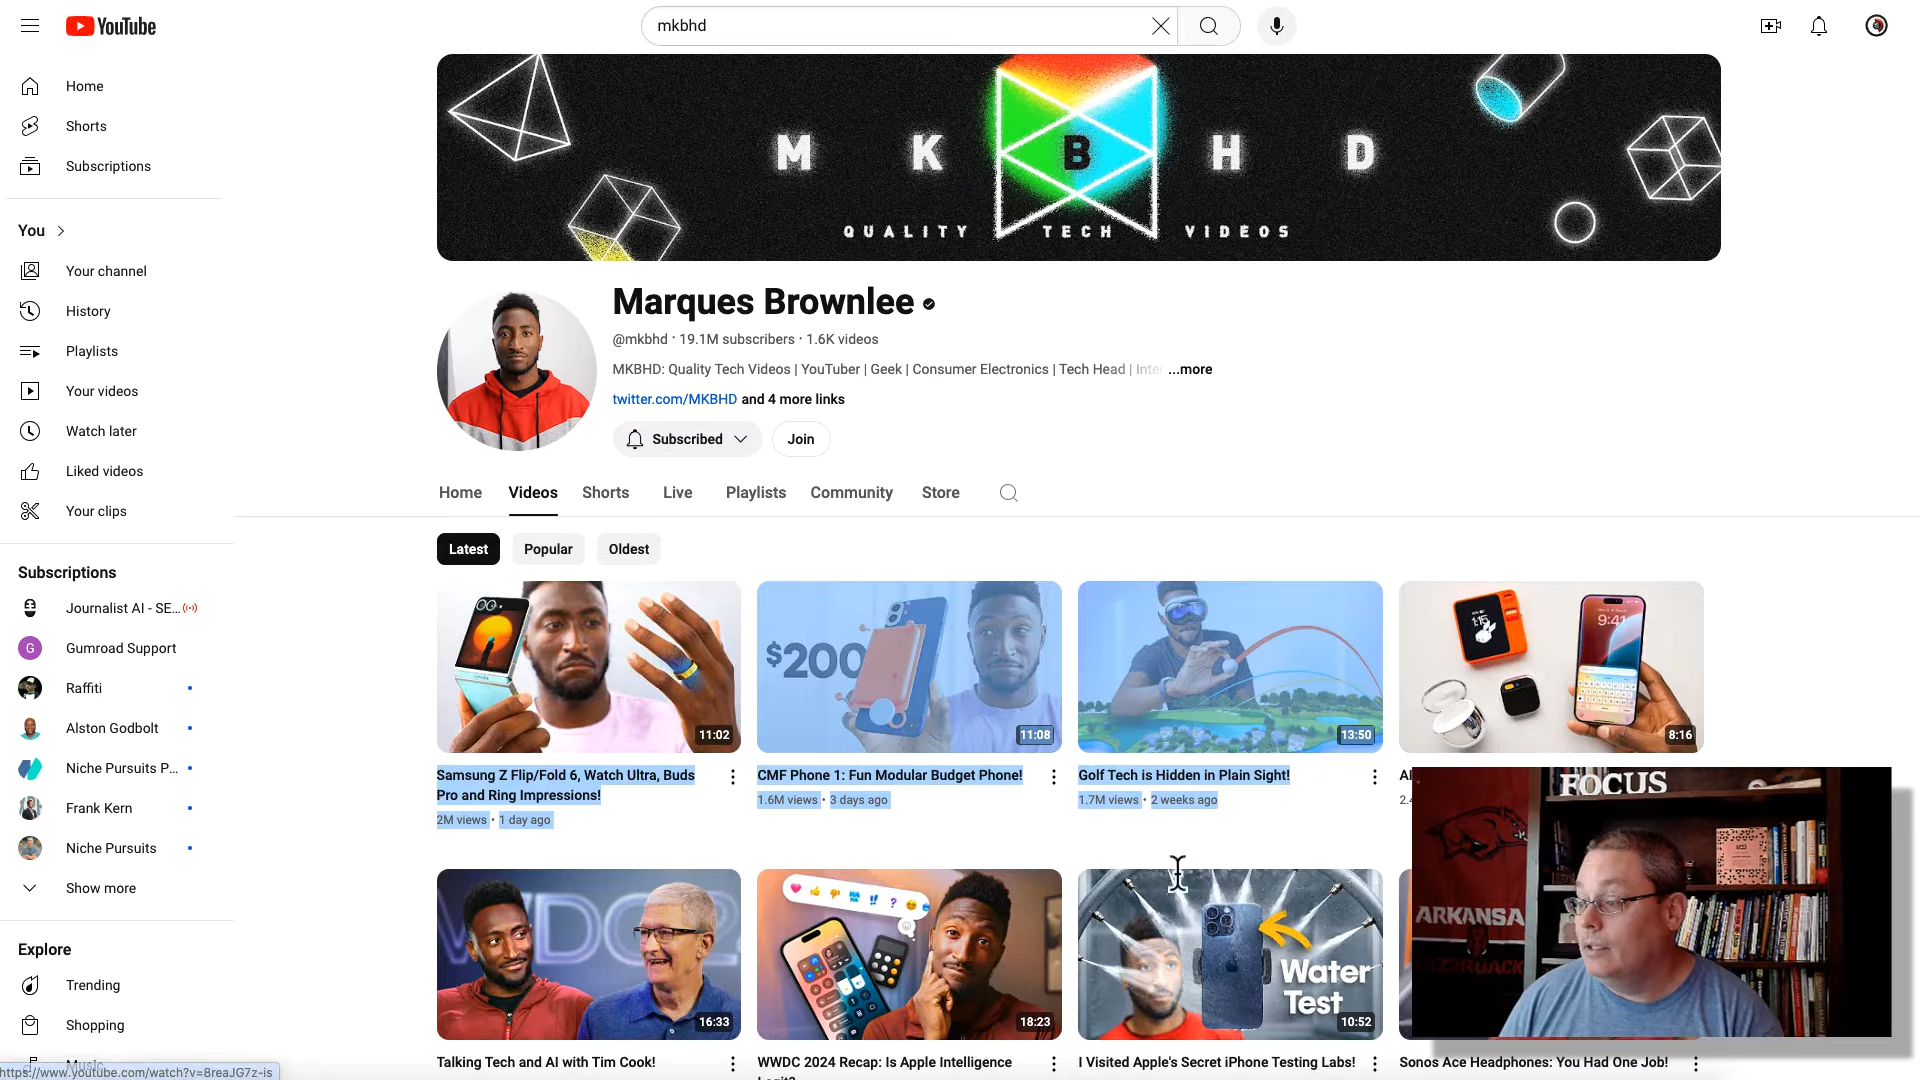 YouTube
mkbhd
Home
Shorts
Subscriptions
You
Your channel
History
Playlists
Your videos
Watch later
Liked videos
Your clips
Subscriptions
Journalist AI - SE...
G Gumroad Support
Raffiti
Alston Godbolt
Niche Pursuits P...
Frank Kern
Niche Pursuits
Show more
Explore
Trending
Shopping
Music
https://www.youtube.com/watch?v=8reaJG7z-is
M K B H D
QUALITY TECH VIDEOS
Marques Brownlee
@mkbhd · 19.1M subscribers · 1.6K videos
MKBHD: Quality Tech Videos | YouTuber | Geek | Consumer Electronics | Tech Head | Inte ...more
twitter.com/MKBHD and 4 more links
Subscribed
Join
Home Videos Shorts Live Playlists Community Store
Latest Popular Oldest
11:02
$200
11:08
13:50
9:41
8:16
Samsung Z Flip/Fold 6, Watch Ultra, Buds
Pro and Ring Impressions!
2M views · 1 day ago
CMF Phone 1: Fun Modular Budget Phone!
1.6M views · 3 days ago
Golf Tech is Hidden in Plain Sight!
1.7M views · 2 weeks ago
AI
2.4
FOCUS
ARKANSA
RAZORBACK
16:33
18:23
Water
Test
10:52
Talking Tech and AI with Tim Cook!
WWDC 2024 Recap: Is Apple Intelligence
Legit?
I Visited Apple's Secret iPhone Testing Labs!
Sonos Ace Headphones: You Had One Job!